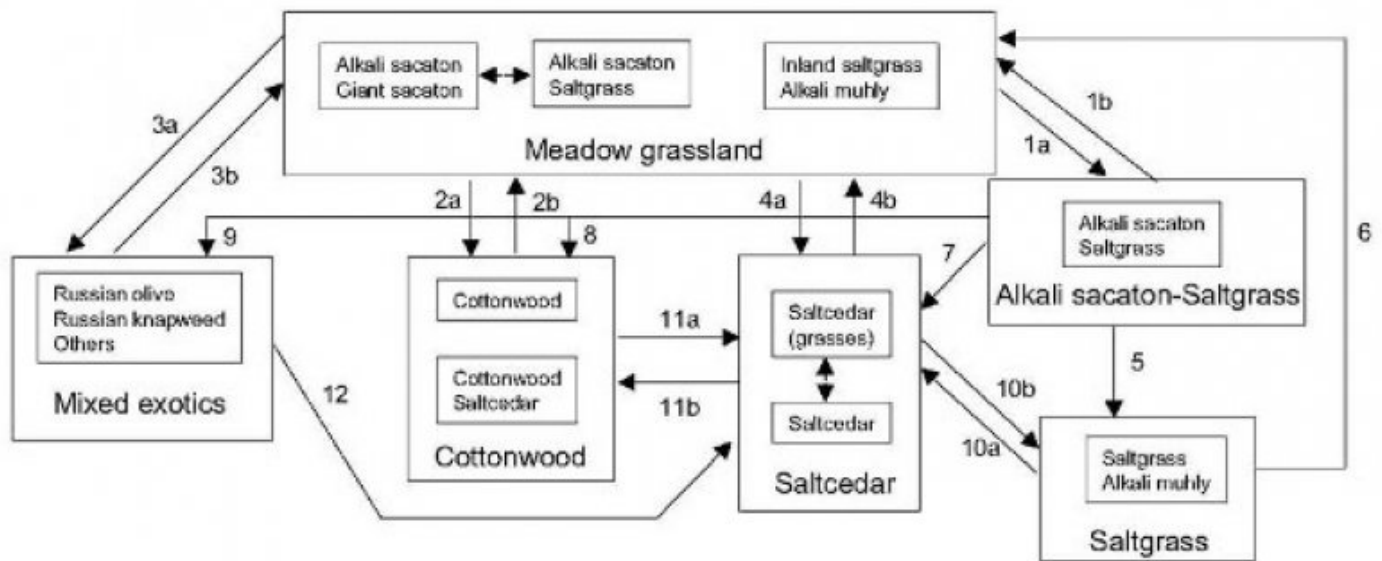 Alkali sacaton
Giant sacaton
Alkali sacaton
Saltgrass
Inland saltgrass
Alkali muhly
Meadow grassland
3a
3b
1b
1a
2a
2b
4a
4b
9
8
7
6
Alkali sacaton
Saltgrass
Alkali sacaton-Saltgrass
Russian olive
Russian knapweed
Others
Mixed exotics
Cottonwood
Cottonwood
Saltcedar
Cottonwood
11a
11b
Saltcedar
(grasses)
Saltcedar
Saltcedar
12
5
10b
10a
Saltgrass
Alkali muhly
Saltgrass